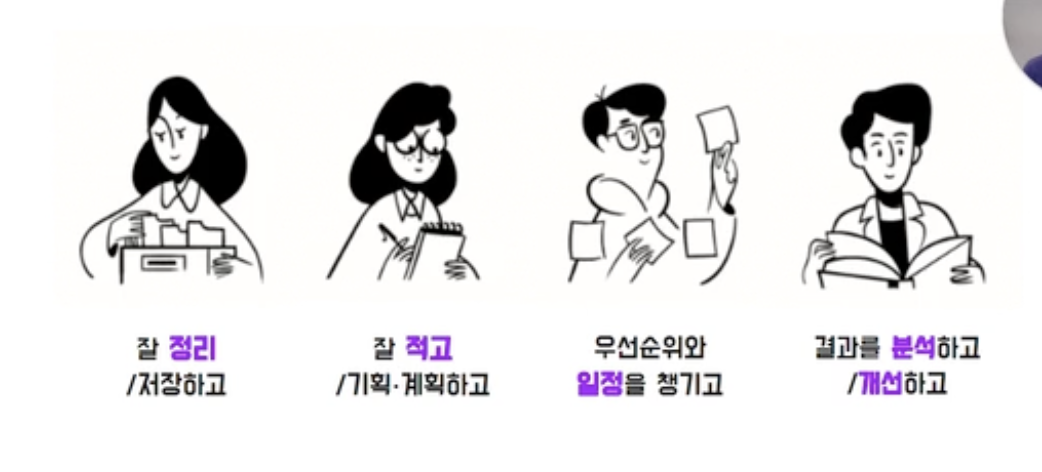 잘 정리
/저장하고
잘 적고
/기획·계획하고
우선순위와
일정을 챙기고
결과를 분석하고
/개선하고